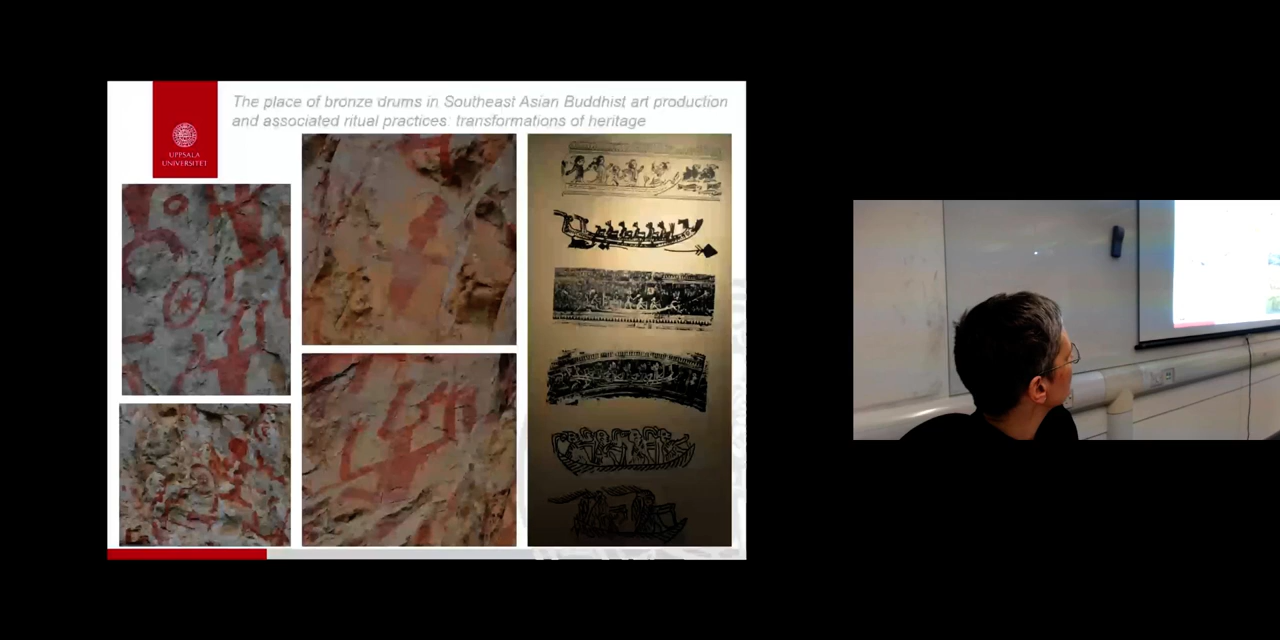 The place of bronze drums in Southeast Asian Buddhist art production
and associated ritual practices: transformations of heritage
UPPSALA
UNIVERSITET